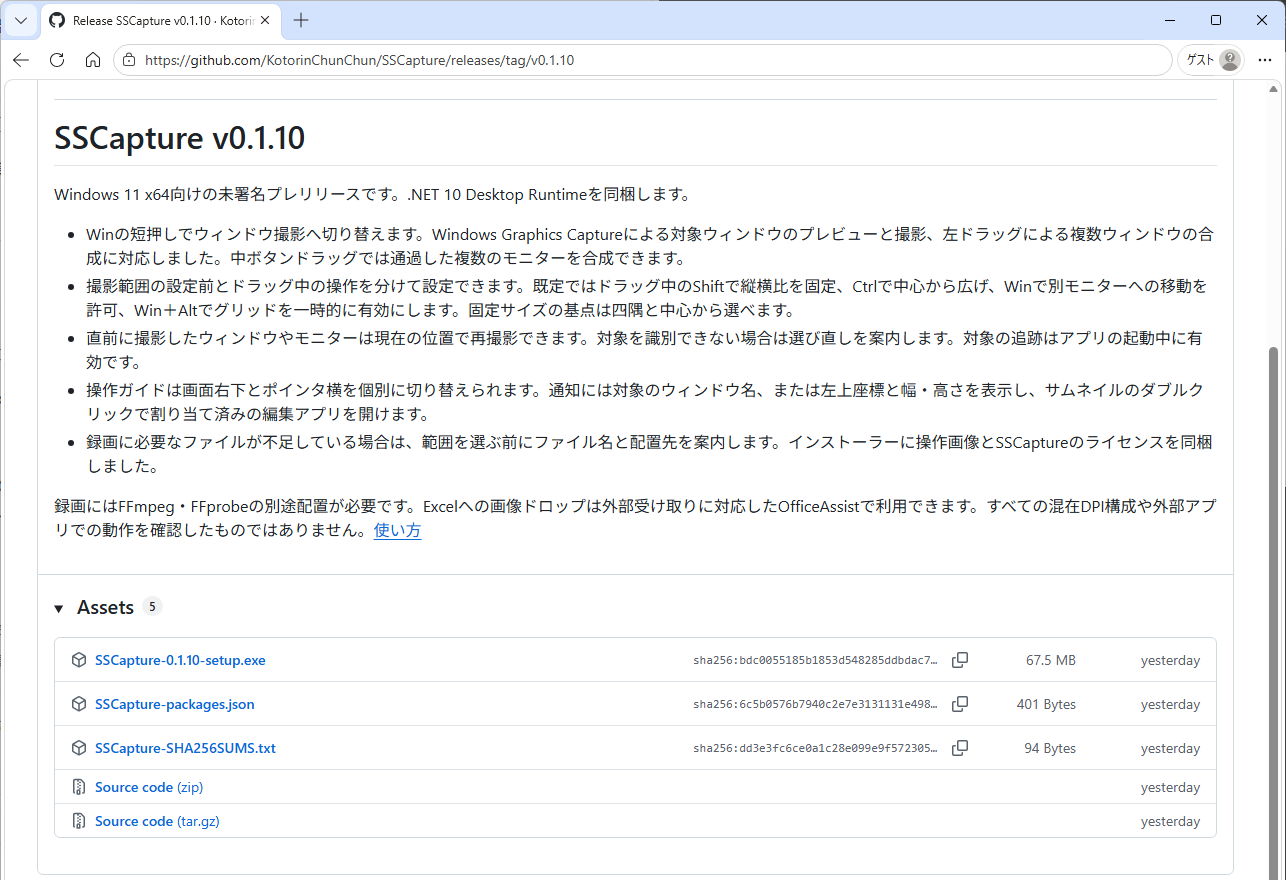 Release SSCapture v0.1.10 · Kotorin
https://github.com/KotorinChunChun/SSCapture/releases/tag/v0.1.10
ゲスト
SSCapture v0.1.10
Windows 11 x64向けの未署名プレリリースです。.NET 10 Desktop Runtimeを同梱します。
Winの短押しでウィンドウ撮影へ切り替えます。Windows Graphics Captureによる対象ウィンドウのプレビューと撮影、左ドラッグによる複数ウィンドウの合
成に対応しました。中ボタンドラッグでは通過した複数のモニターを合成できます。
撮影範囲の設定前とドラッグ中の操作を分けて設定できます。既定ではドラッグ中のShiftで縦横比を固定、Ctrlで中心から広げ、Winで別モニターへの移動を
許可、Win＋Altでグリッドを一時的に有効にします。固定サイズの基点は四隅と中心から選べます。
直前に撮影したウィンドウやモニターは現在の位置で再撮影できます。対象を識別できない場合は選び直しを案内します。対象の追跡はアプリの起動中に有
効です。
操作ガイドは画面右下とポインタ横を個別に切り替えられます。通知には対象のウィンドウ名、または左上座標と幅・高さを表示し、サムネイルのダブルク
リックで割り当て済みの編集アプリを開けます。
録画に必要なファイルが不足している場合は、範囲を選ぶ前にファイル名と配置先を案内します。インストーラーに操作画像とSSCaptureのライセンスを同梱
しました。
録画にはFFmpeg・FFprobeの別途配置が必要です。Excelへの画像ドロップは外部受け取りに対応したOfficeAssistで利用できます。すべての混在DPI構成や外部アプ
リでの動作を確認したものではありません。使い方
Assets 5
SSCapture-0.1.10-setup.exe sha256:bdc0055185b1853d548285ddbdac7… 67.5 MB yesterday
SSCapture-packages.json sha256:6c5b0576b7940c2e7e3131131e498… 401 Bytes yesterday
SSCapture-SHA256SUMS.txt sha256:dd3e3fc6ce0a1c28e099e9f572305… 94 Bytes yesterday
Source code (zip) yesterday
Source code (tar.gz) yesterday